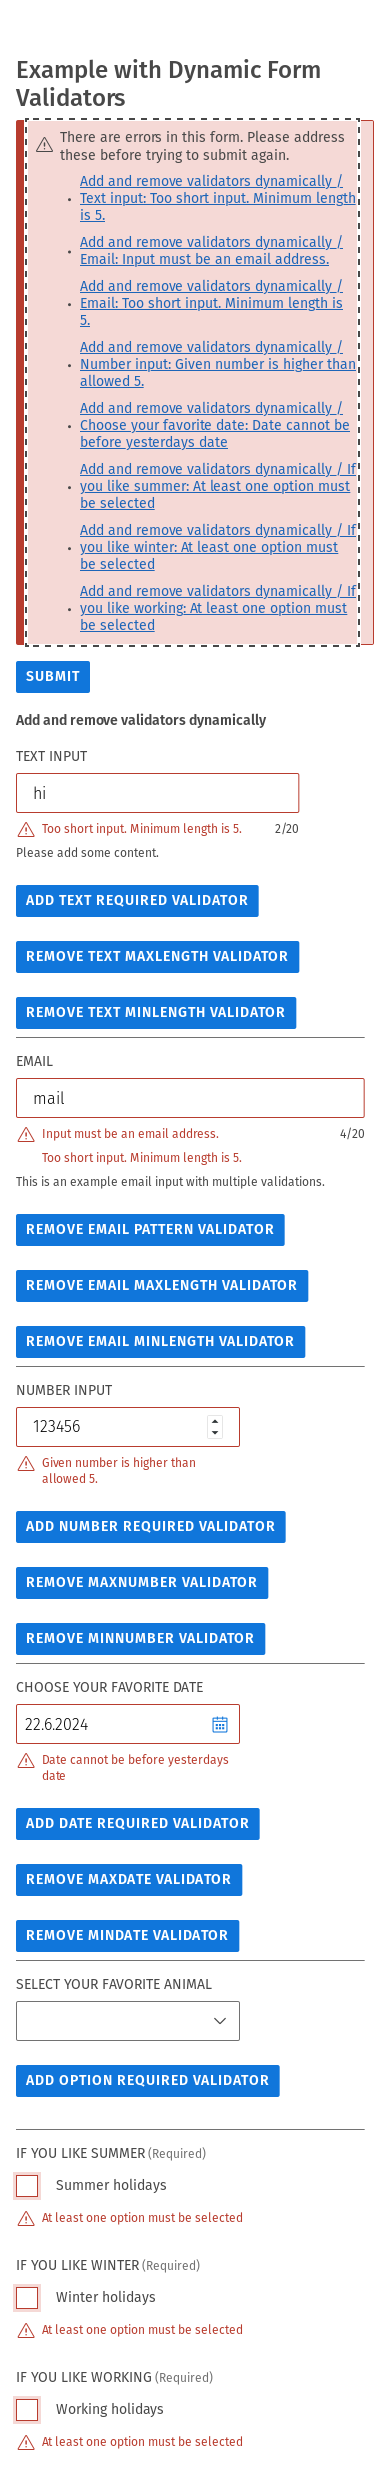 Example with Dynamic Form
Validators
There are errors in this form. Please address
these before trying to submit again.
Add and remove validators dynamically /
Text input: Too short input. Minimum length
is 5.
Add and remove validators dynamically /
Email: Input must be an email address.
Add and remove validators dynamically /
Email: Too short input. Minimum length is
5.
Add and remove validators dynamically /
Number input: Given number is higher than
allowed 5.
Add and remove validators dynamically /
Choose your favorite date: Date cannot be
before yesterdays date
Add and remove validators dynamically / If
you like summer: At least one option must
be selected
Add and remove validators dynamically / If
you like winter: At least one option must
be selected
Add and remove validators dynamically / If
you like working: At least one option must
be selected
SUBMIT
Add and remove validators dynamically
TEXT INPUT
hi
Too short input. Minimum length is 5. 2/20
Please add some content.
ADD TEXT REQUIRED VALIDATOR
REMOVE TEXT MAXLENGTH VALIDATOR
REMOVE TEXT MINLENGTH VALIDATOR
EMAIL
mail
Input must be an email address. 4/20
Too short input. Minimum length is 5.
This is an example email input with multiple validations.
REMOVE EMAIL PATTERN VALIDATOR
REMOVE EMAIL MAXLENGTH VALIDATOR
REMOVE EMAIL MINLENGTH VALIDATOR
NUMBER INPUT
123456
Given number is higher than
allowed 5.
ADD NUMBER REQUIRED VALIDATOR
REMOVE MAXNUMBER VALIDATOR
REMOVE MINNUMBER VALIDATOR
CHOOSE YOUR FAVORITE DATE
22.6.2024
Date cannot be before yesterdays
date
ADD DATE REQUIRED VALIDATOR
REMOVE MAXDATE VALIDATOR
REMOVE MINDATE VALIDATOR
SELECT YOUR FAVORITE ANIMAL
ADD OPTION REQUIRED VALIDATOR
IF YOU LIKE SUMMER (Required)
Summer holidays
At least one option must be selected
IF YOU LIKE WINTER (Required)
Winter holidays
At least one option must be selected
IF YOU LIKE WORKING (Required)
Working holidays
At least one option must be selected